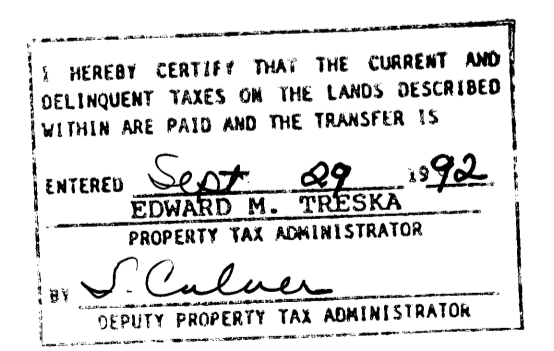 I HEREBY CERTIFY THAT THE CURRENT AND
DELINQUENT TAXES ON THE LANDS DESCRIBED
WITHIN ARE PAID AND THE TRANSFER IS
ENTERED Sept 29 1992
EDWARD M. TRESKA
PROPERTY TAX ADMINISTRATOR
BY S. Culver
DEPUTY PROPERTY TAX ADMINISTRATOR